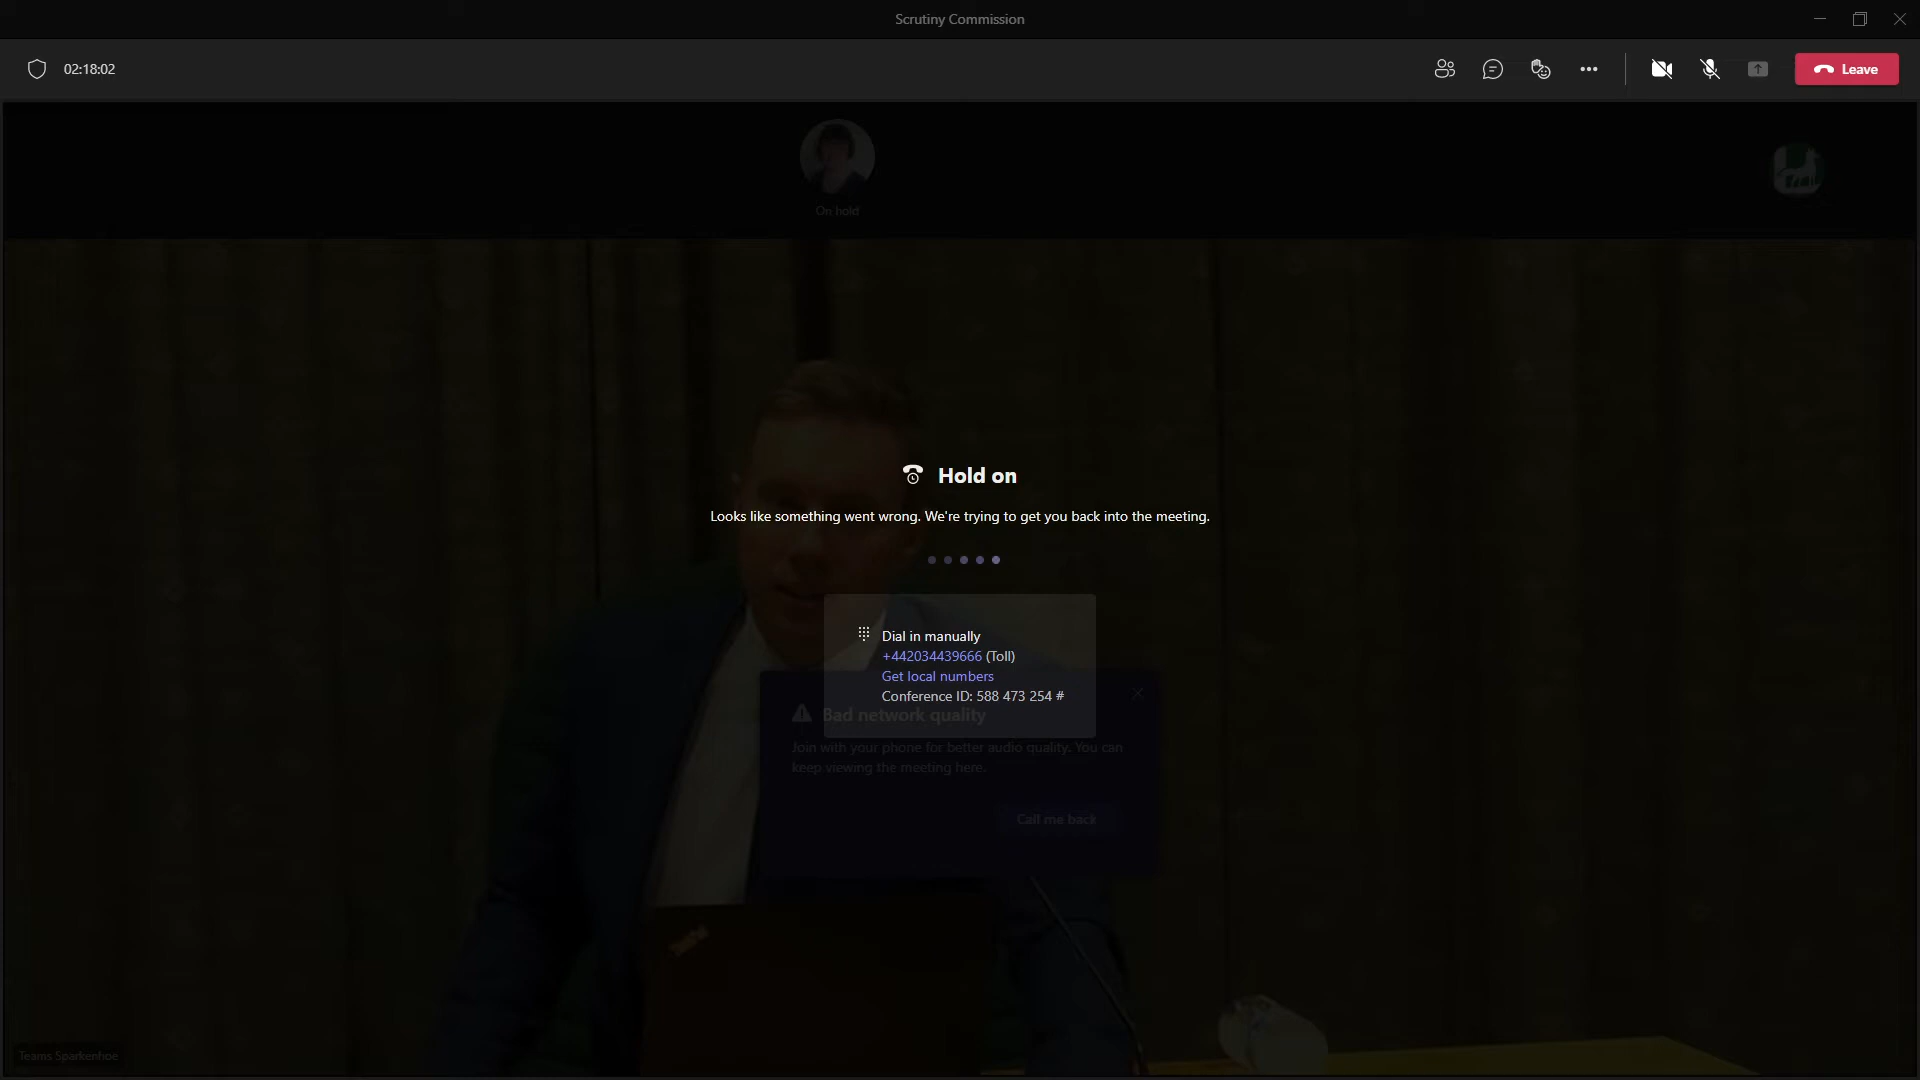 Scrutiny Commission
02:18:02
Leave
On hold
Hold on
Looks like something went wrong. We're trying to get you back into the meeting.
Dial in manually
+442034439666 (Toll)
Get local numbers
Conference ID: 588 473 254 #
Bad network quality
Join with your phone for better audio quality. You can
keep viewing the meeting here.
Call me back
ThinkPad
Teams Sparkenhoe